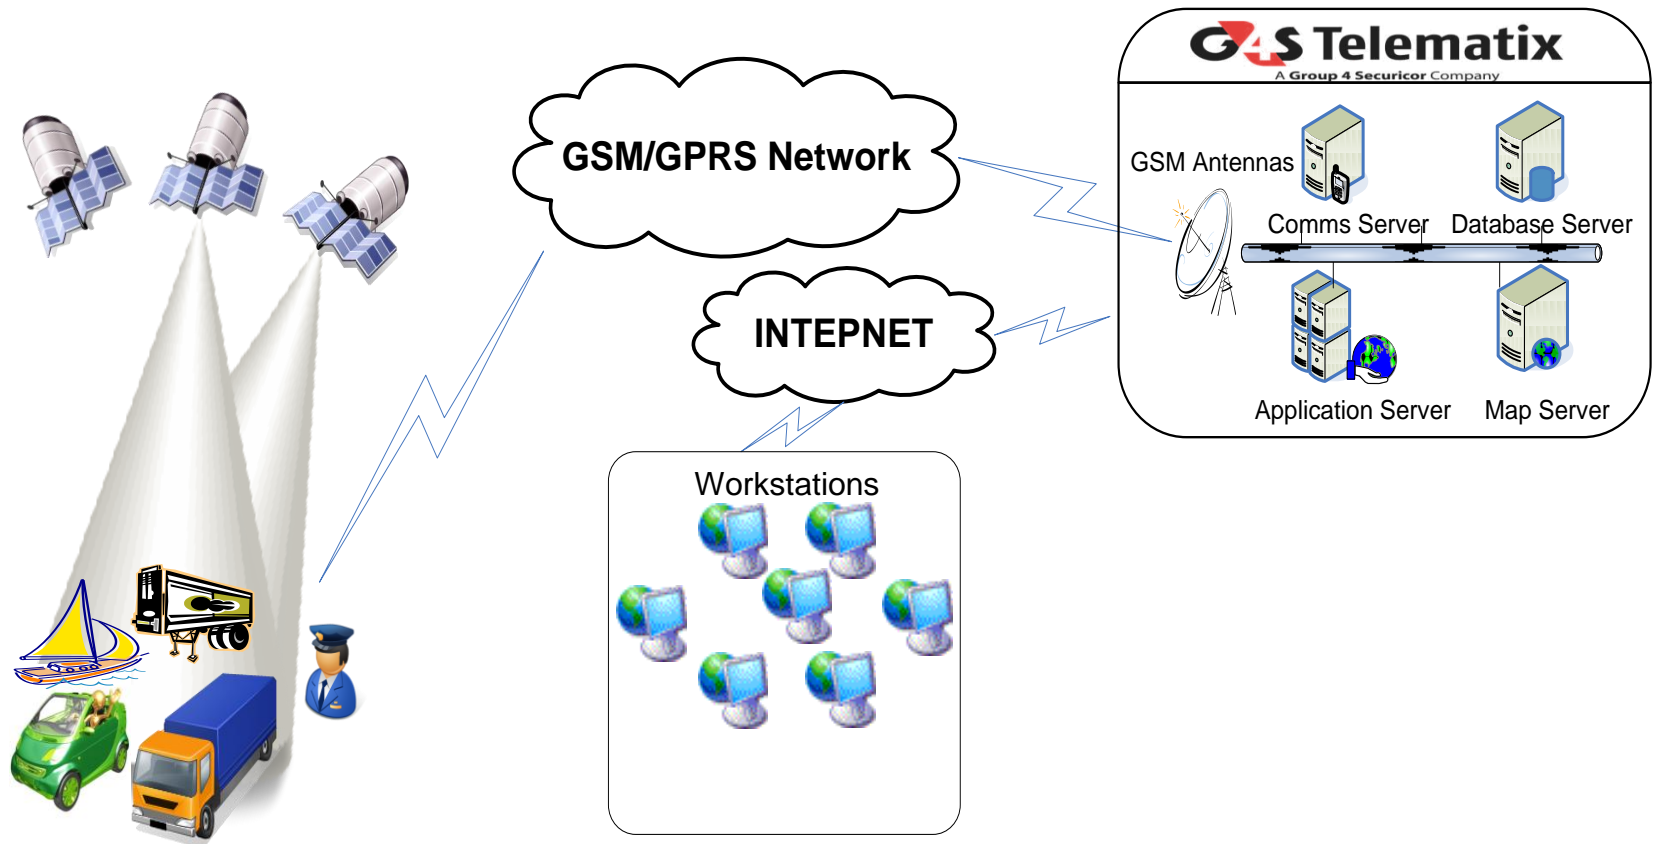 G4S Telematix
A Group 4 Securicor Company
GSM/GPRS Network
GSM Antennas
Comms Server
Database Server
INTEPNET
Application Server
Map Server
Workstations